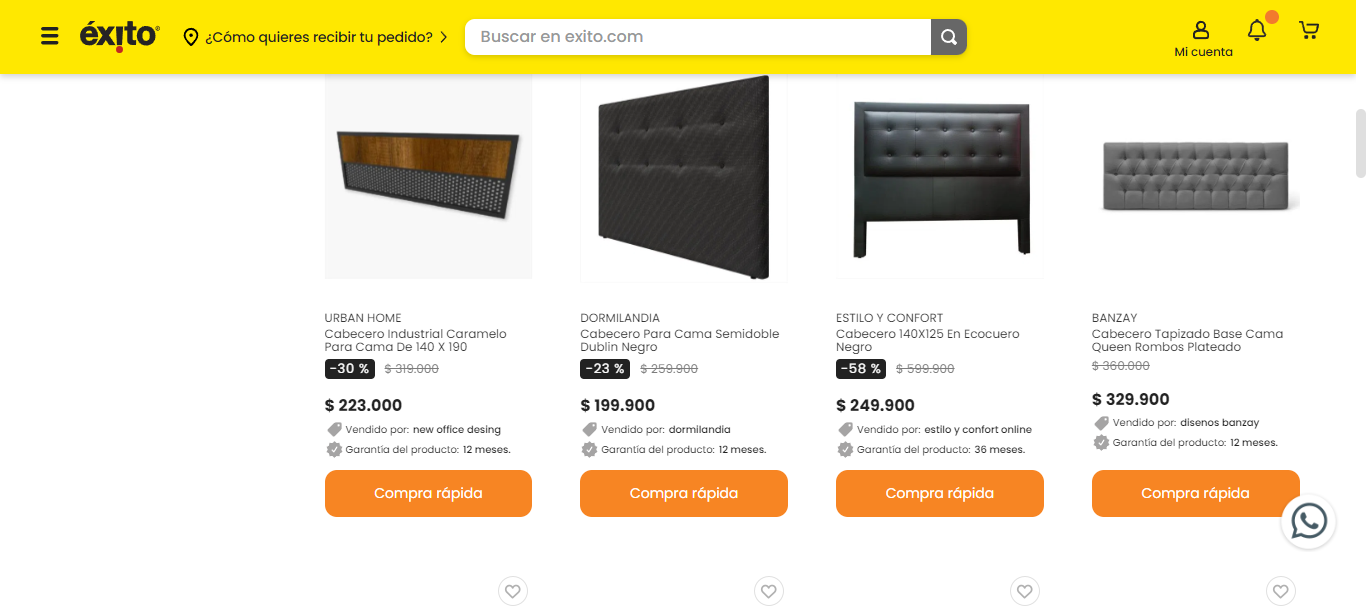 éxito®
¿Cómo quieres recibir tu pedido?
Buscar en exito.com
Mi cuenta
URBAN HOME
Cabecero Industrial Caramelo
Para Cama De 140 X 190
-30 % $ 319.000
$ 223.000
Vendido por: new office desing
Garantía del producto: 12 meses.
Compra rápida
DORMILANDIA
Cabecero Para Cama Semidoble
Dublin Negro
-23 % $ 259.900
$ 199.900
Vendido por: dormilandia
Garantía del producto: 12 meses.
Compra rápida
ESTILO Y CONFORT
Cabecero 140X125 En Ecocuero
Negro
-58 % $ 599.900
$ 249.900
Vendido por: estilo y confort online
Garantía del producto: 36 meses.
Compra rápida
BANZAY
Cabecero Tapizado Base Cama
Queen Rombos Plateado
$ 360.000
$ 329.900
Vendido por: disenos banzay
Garantía del producto: 12 meses.
Compra rápida